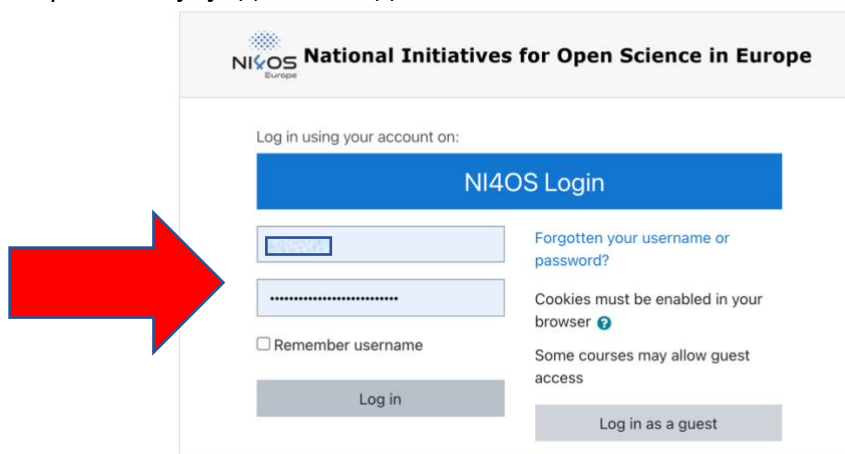 NI4OS
Europe
National Initiatives for Open Science in Europe
Log in using your account on:
NI4OS Login
Forgotten your username or
password?
Cookies must be enabled in your
browser
Remember username
Some courses may allow guest
access
Log in
Log in as a guest